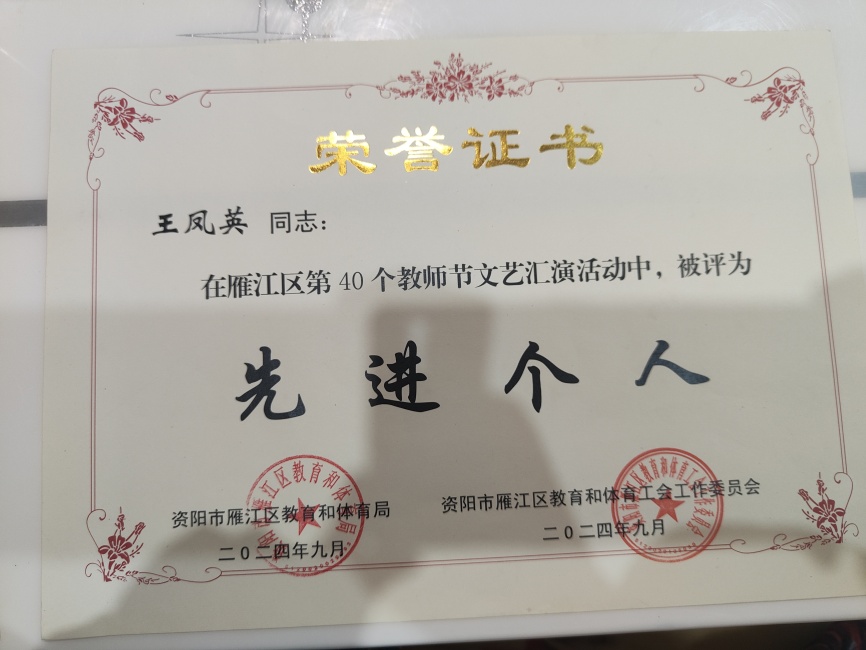 荣誉证书
王凤英 同志：
在雁江区第40个教师节文艺汇演活动中，被评为
先进个人
资阳市雁江区教育和体育局
二0二四年九月
资阳市雁江区教育和体育工会工作委员会
二0二四年九月